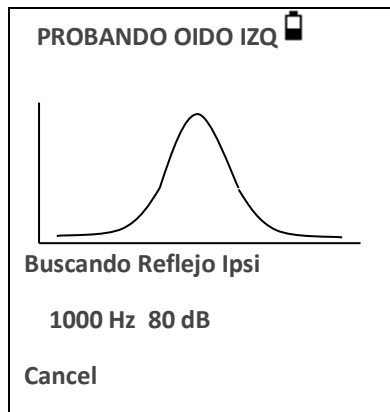 PROBANDO OIDO IZQ
Buscando Reflejo Ipsi
1000 Hz 80 dB
Cancel